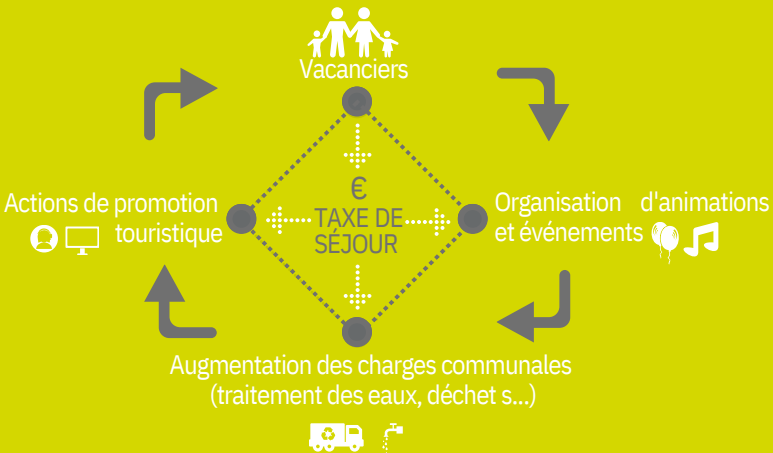 Vacanciers
Actions de promotion
touristique
€
TAXE DE
SÉJOUR
Organisation d'animations
et événements
Augmentation des charges communales
(traitement des eaux, déchet s...)